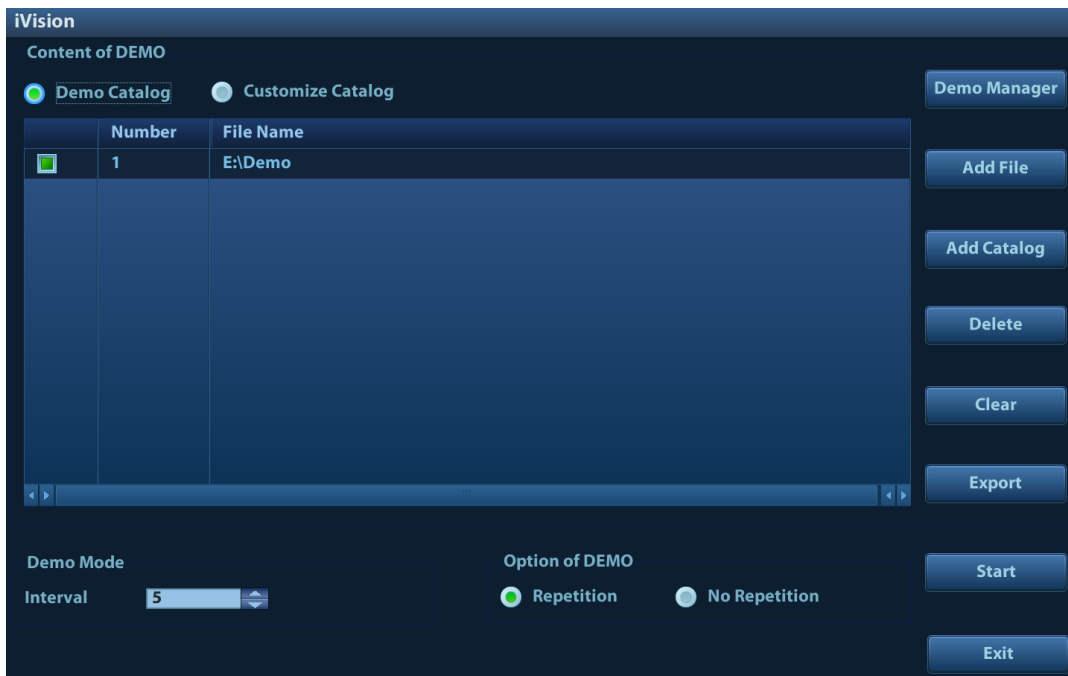 iVision
Content of DEMO
Demo Catalog Customize Catalog
Demo Manager
Number File Name
1 E:\Demo
Add File
Add Catalog
Delete
Clear
Export
Demo Mode
Interval 5
Option of DEMO
Repetition No Repetition
Start
Exit